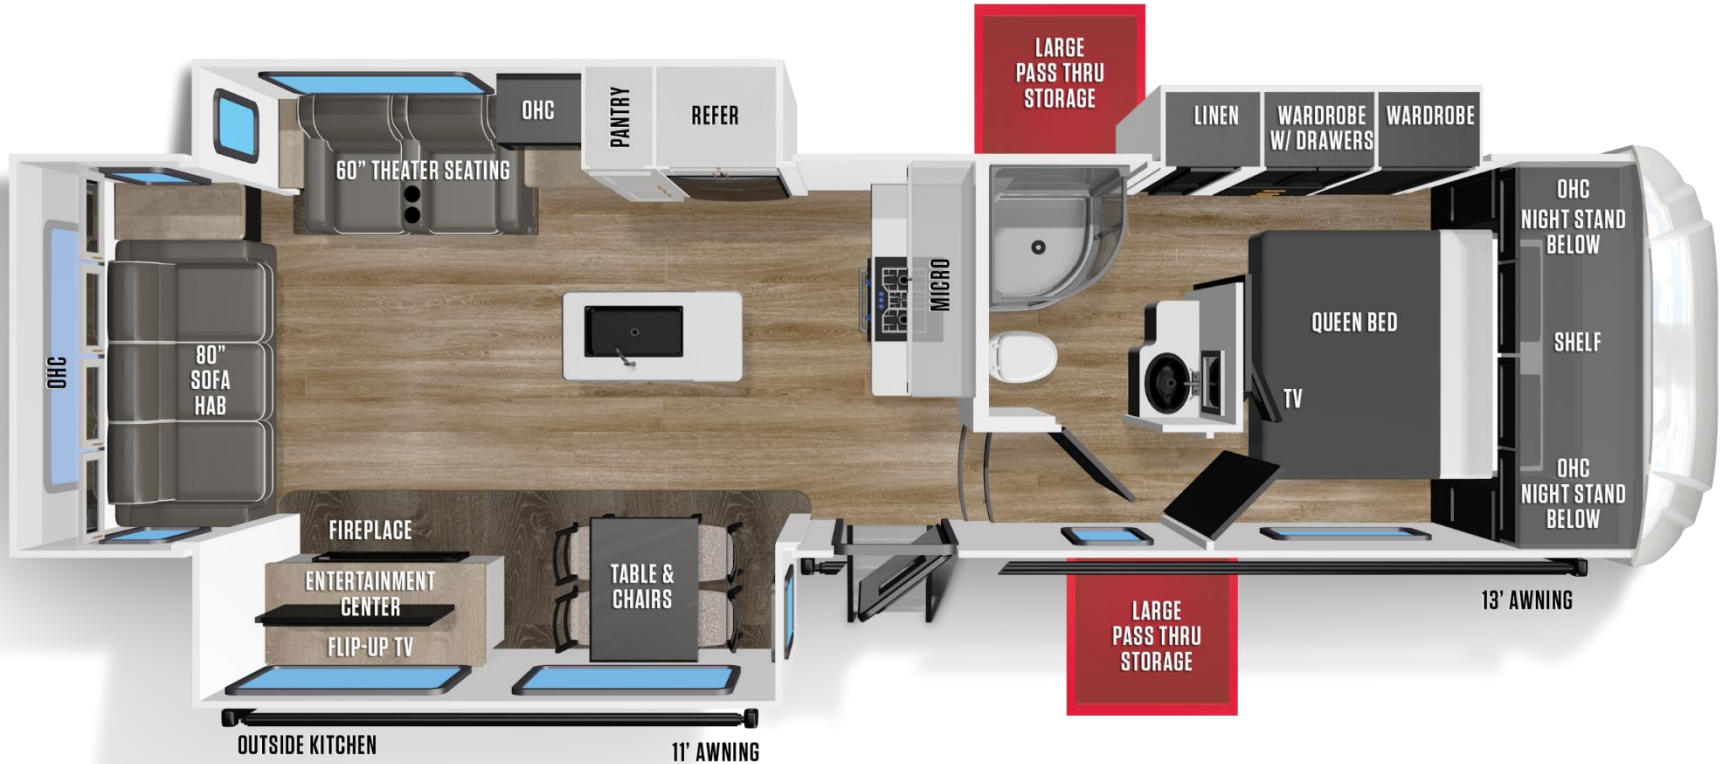 LARGE
PASS THRU
STORAGE
OHC
PANTRY
REFER
LINEN
WARDROBE
W/ DRAWERS
WARDROBE
60” THEATER SEATING
OHC
NIGHT STAND
BELOW
MICRO
QUEEN BED
SHELF
OHC
80”
SOFA
HAB
TV
OHC
NIGHT STAND
BELOW
FIREPLACE
ENTERTAINMENT
CENTER
FLIP-UP TV
TABLE &
CHAIRS
LARGE
PASS THRU
STORAGE
13’ AWNING
OUTSIDE KITCHEN
11’ AWNING